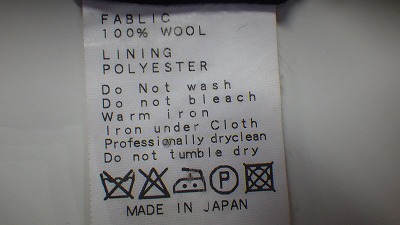 FABLIC
100% WOOL
LINING
POLYESTER
Do Not wash
Do not bleach
Warm iron
Iron under Cloth
Professionally dryclean
Do not tumble dry
P
MADE IN JAPAN